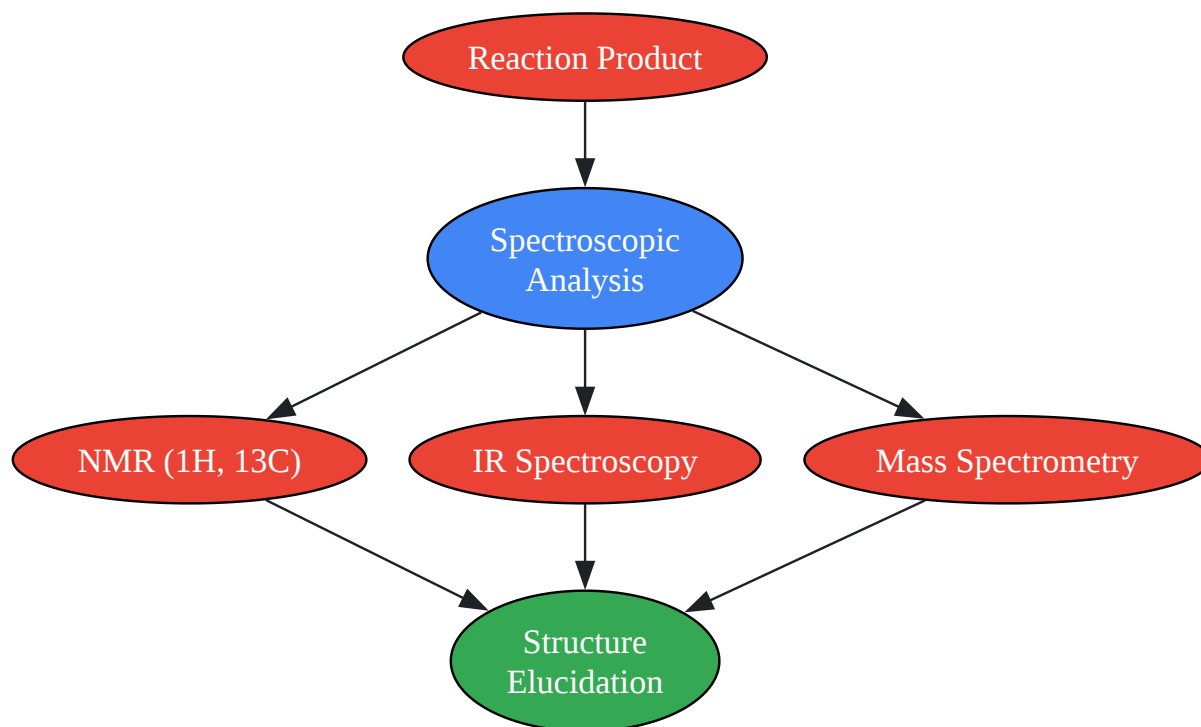 Reaction Product
Spectroscopic
Analysis
NMR (1H, 13C)
IR Spectroscopy
Mass Spectrometry
Structure
Elucidation